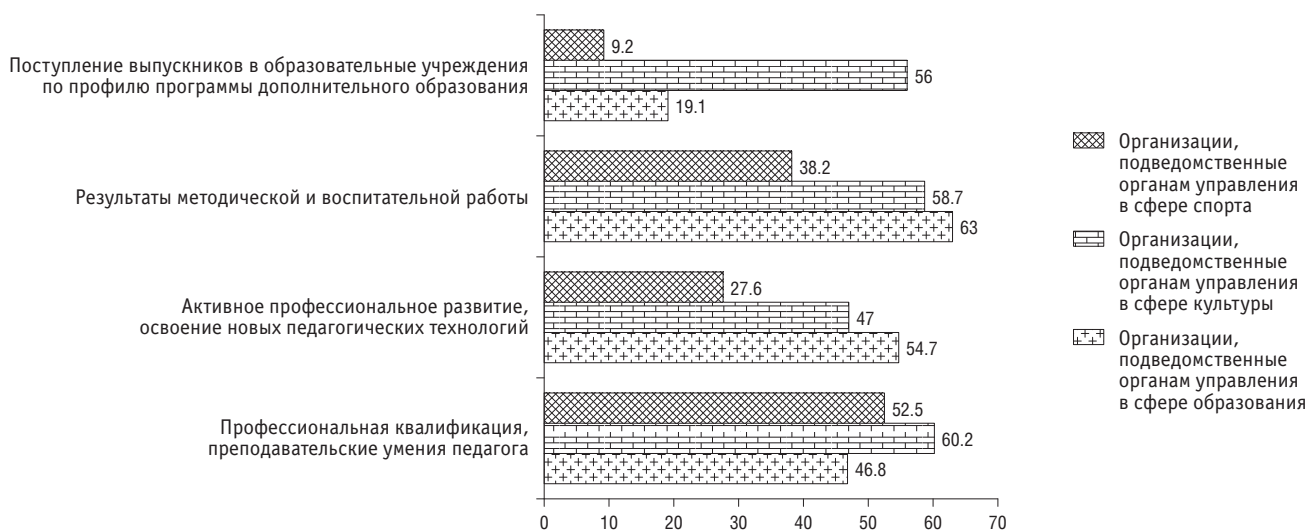 Поступление выпускников в образовательные учреждения
по профилю программы дополнительного образования
9.2
56
19.1
Результаты методической и воспитательной работы
38.2
58.7
63
Активное профессиональное развитие,
освоение новых педагогических технологий
27.6
47
54.7
Профессиональная квалификация,
преподавательские умения педагога
52.5
60.2
46.8
0 10 20 30 40 50 60 70
Организации,
подведомственные
органам управления
в сфере спорта
Организации,
подведомственные
органам управления
в сфере культуры
Организации,
подведомственные
органам управления
в сфере образования